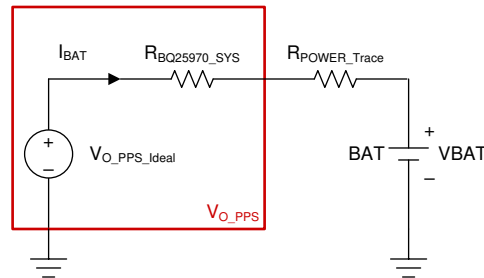 I_BAT
R_BQ25970_SYS
R_POWER_Trace
+
−
V_O_PPS_Ideal
V_O_PPS
BAT
+
−
VBAT